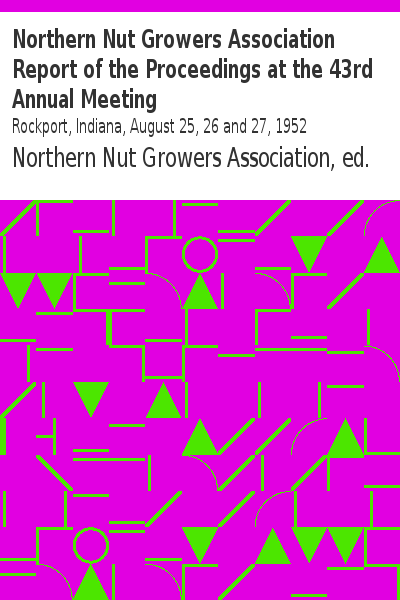 Northern Nut Growers Association
Report of the Proceedings at the 43rd
Annual Meeting
Rockport, Indiana, August 25, 26 and 27, 1952
Northern Nut Growers Association, ed.